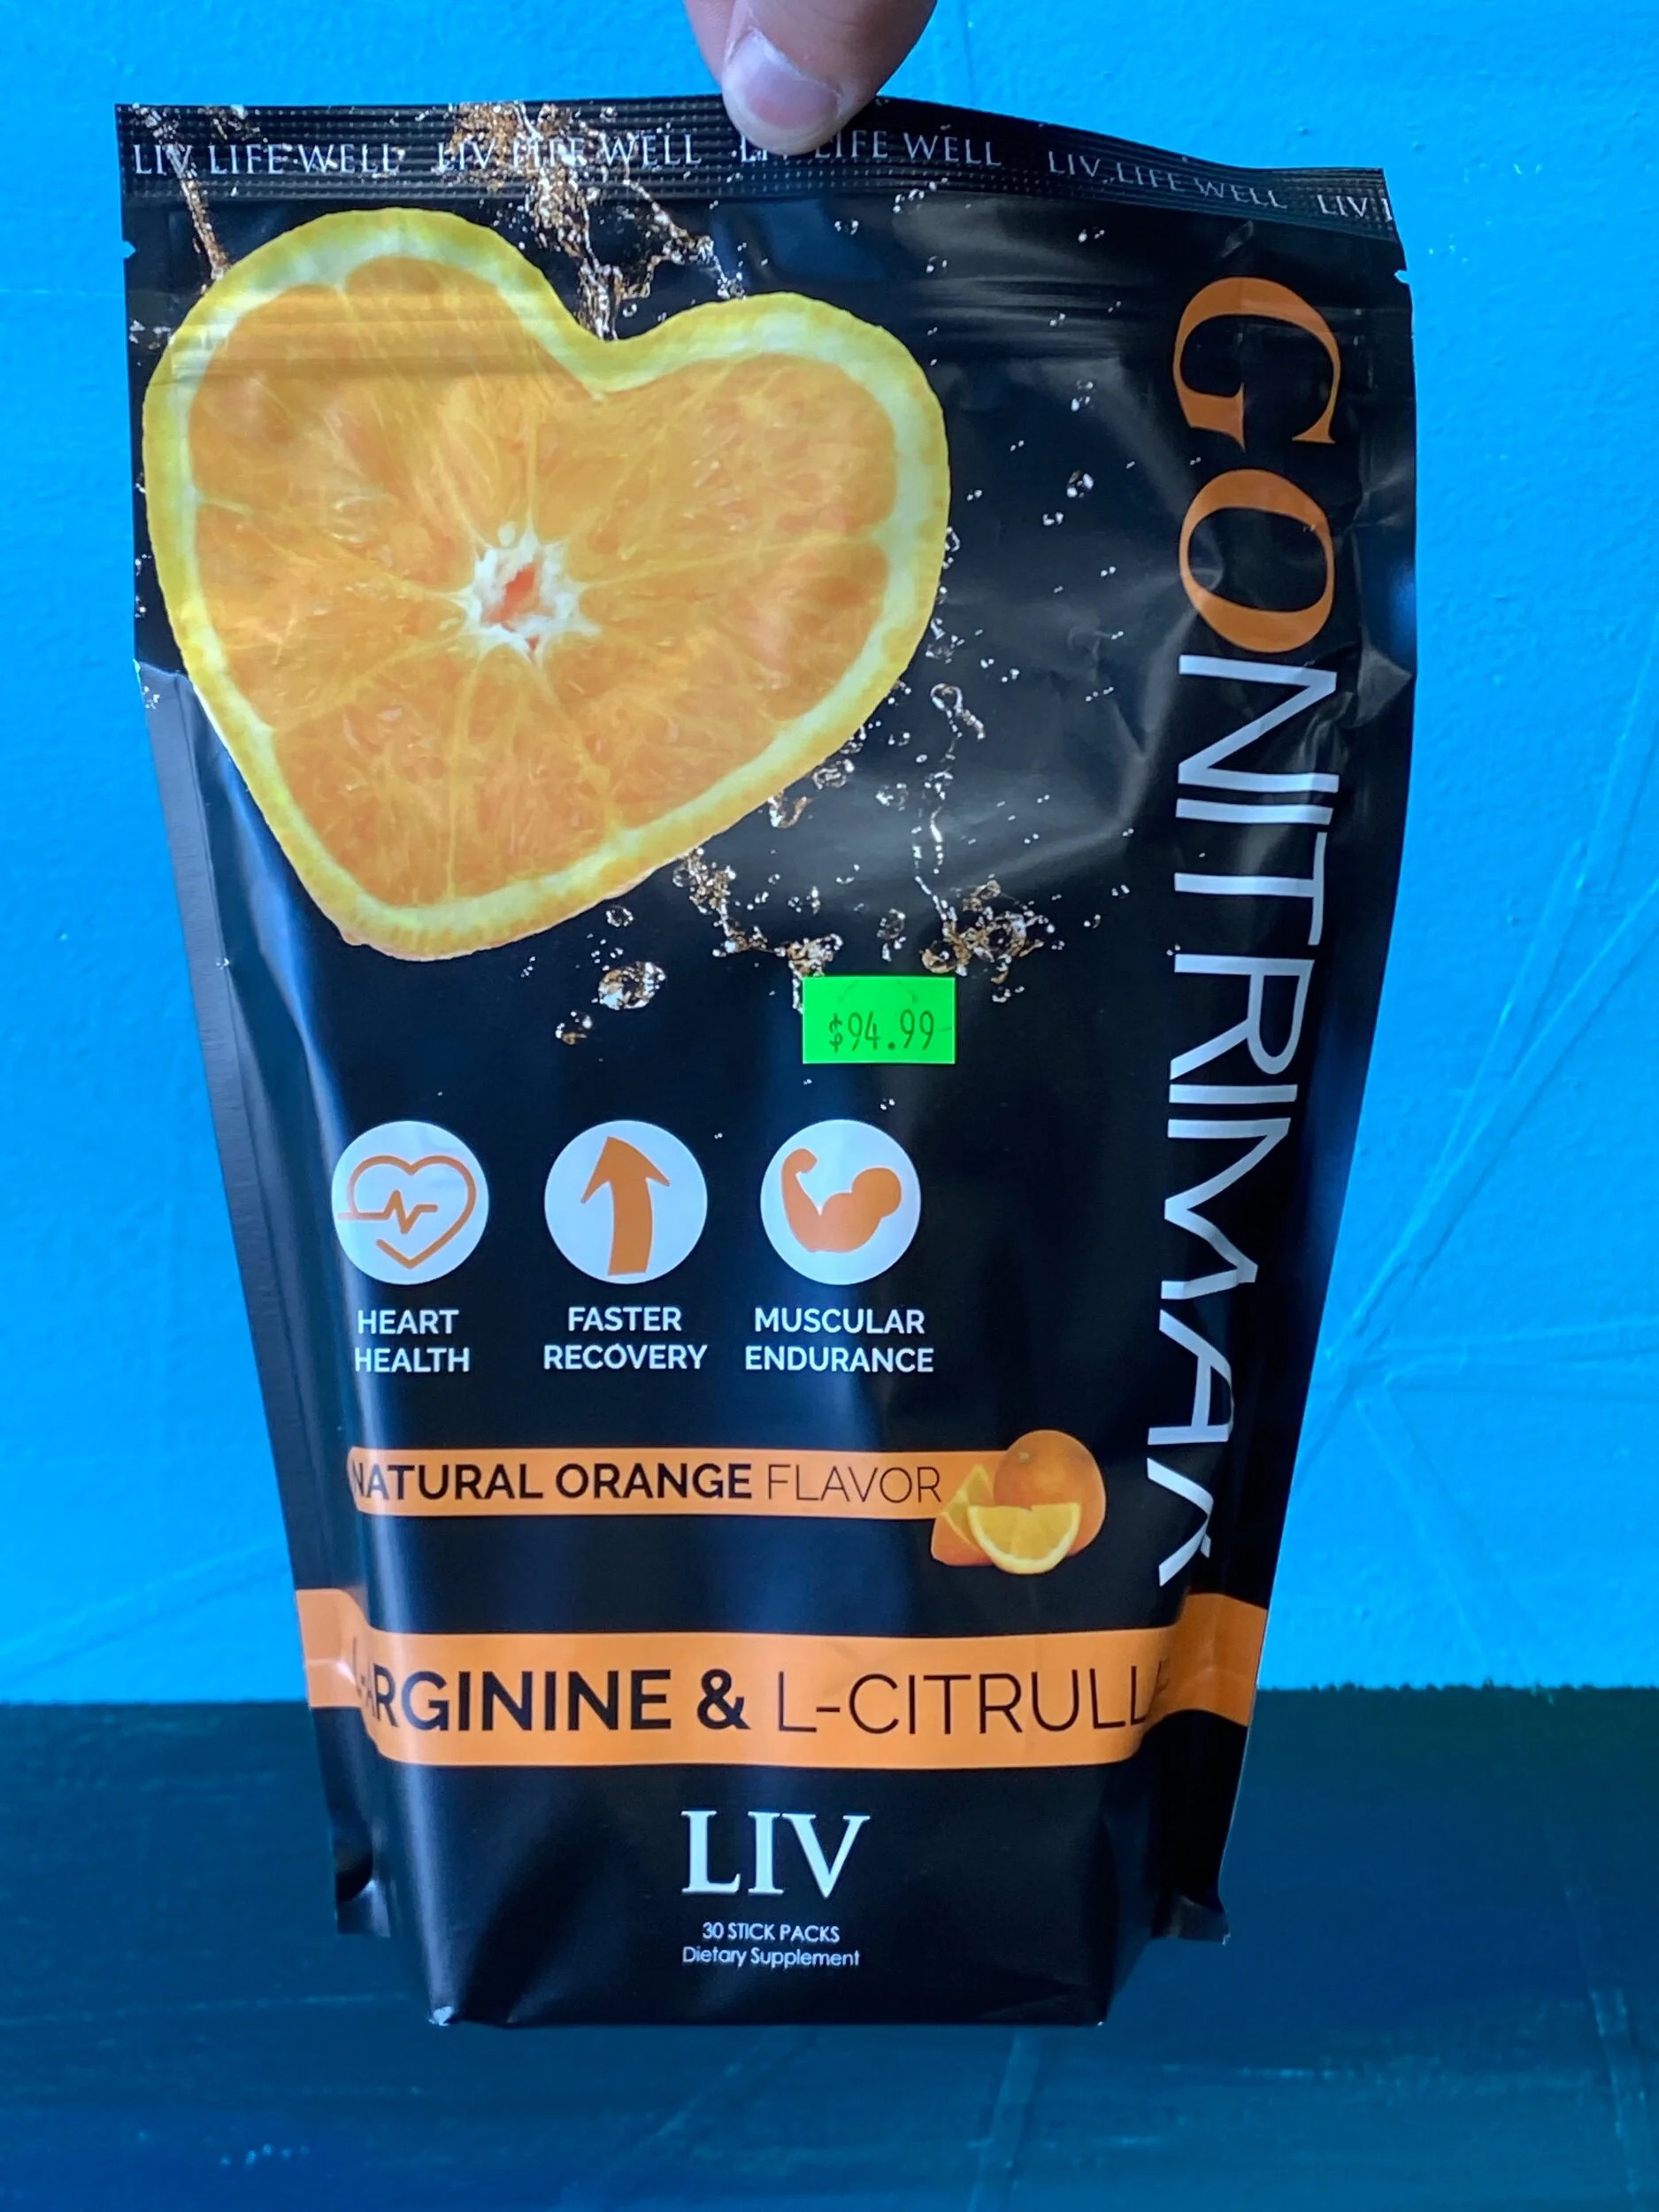 LIV LIFE WELL LIV LIFE WELL LIFE WELL LIV LIFE WELL LIV
GONITRIMAX
$94.99
HEART
HEALTH
FASTER
RECOVERY
MUSCULAR
ENDURANCE
NATURAL ORANGE FLAVOR
L-ARGININE & L-CITRULL
LIV
30 STICK PACKS
Dietary Supplement